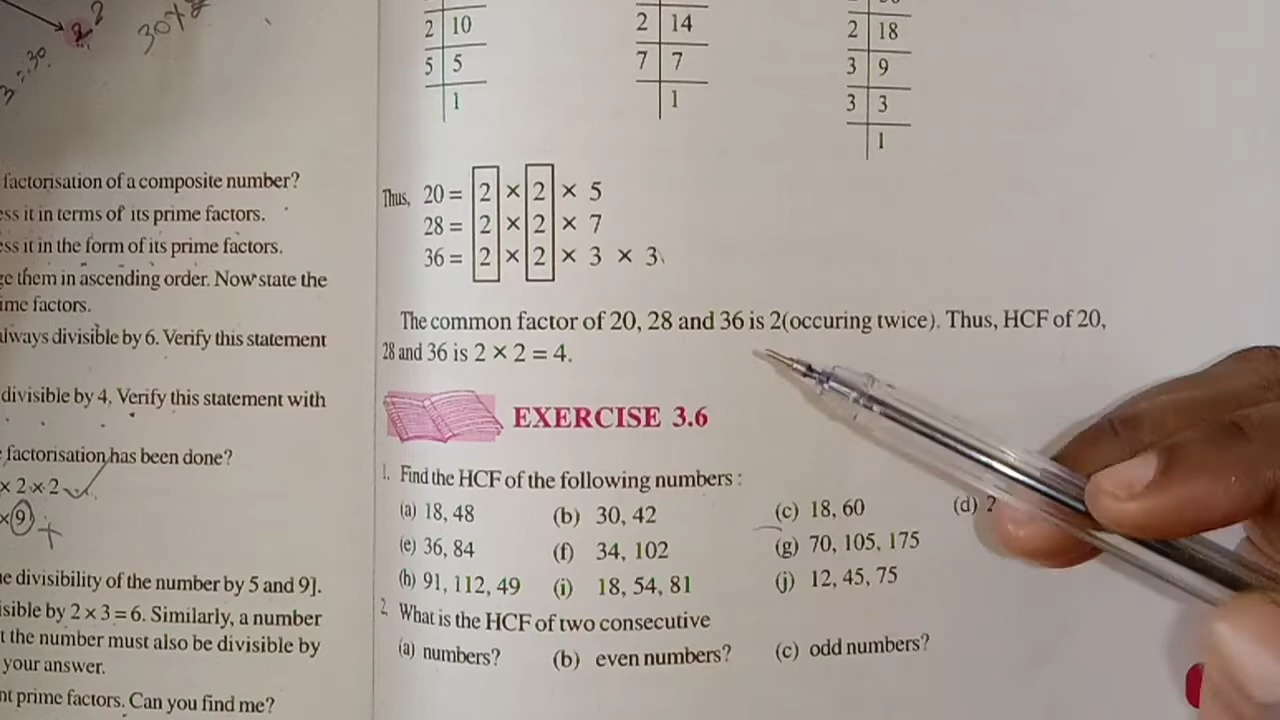 2
30×2
3 ÷ 30
factorisation of a composite number?
ess it in terms of its prime factors.
ess it in the form of its prime factors.
ge them in ascending order. Now state the
ime factors.
lways divisible by 6. Verify this statement
divisible by 4. Verify this statement with
factorisation has been done?
× 2 × 2
× 9
e divisibility of the number by 5 and 9].
sible by 2 × 3 = 6. Similarly, a number
t the number must also be divisible by
your answer.
nt prime factors. Can you find me?
2 10
5 5
1
2 14
7 7
1
2 18
3 9
3 3
1
Thus, 20 = 2 × 2 × 5
28 = 2 × 2 × 7
36 = 2 × 2 × 3 × 3
The common factor of 20, 28 and 36 is 2(occuring twice). Thus, HCF of 20,
28 and 36 is 2 × 2 = 4.
EXERCISE 3.6
1. Find the HCF of the following numbers :
(a) 18, 48 (b) 30, 42 (c) 18, 60 (d) 2
(e) 36, 84 (f) 34, 102 (g) 70, 105, 175
(h) 91, 112, 49 (i) 18, 54, 81 (j) 12, 45, 75
2. What is the HCF of two consecutive
(a) numbers? (b) even numbers? (c) odd numbers?